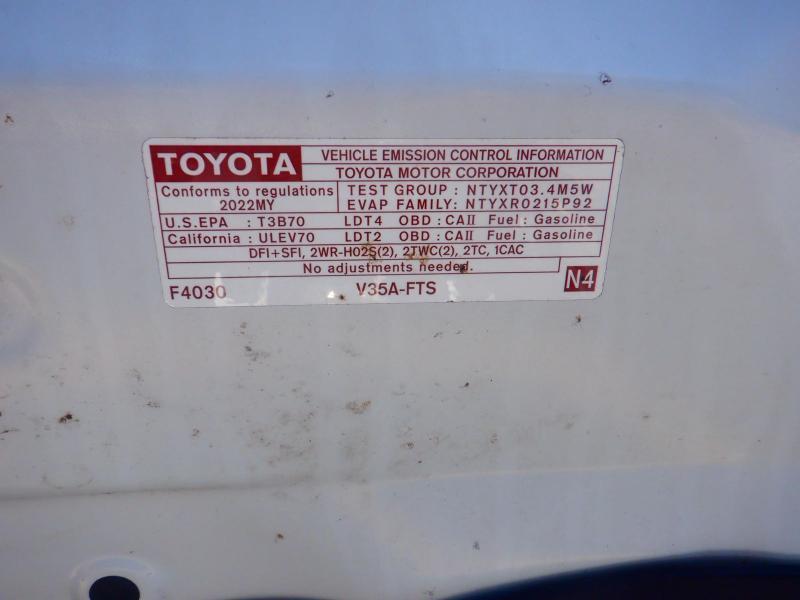 TOYOTA VEHICLE EMISSION CONTROL INFORMATION
TOYOTA MOTOR CORPORATION
Conforms to regulations
2022MY
TEST GROUP : NTYXT03.4M5W
EVAP FAMILY: NTYXR0215P92
U.S.EPA : T3B70 LDT4 OBD : CAII Fuel : Gasoline
California : ULEV70 LDT2 OBD : CAII Fuel : Gasoline
DFI+SFI, 2WR-HO2S(2), 2TWC(2), 2TC, 1CAC
No adjustments needed.
F4030 V35A-FTS N4